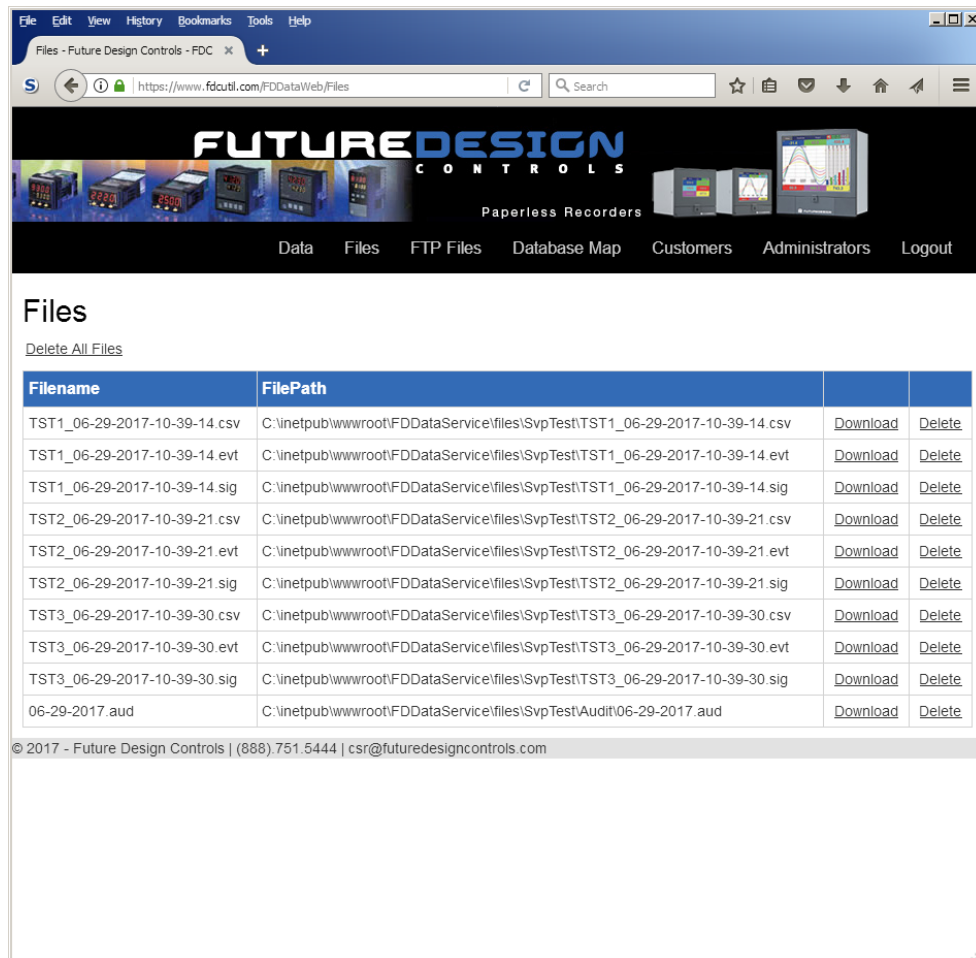 File Edit View History Bookmarks Tools Help
Files - Future Design Controls - FDC
https://www.fdcutil.com/FDDataWeb/Files
Search
FUTUREDESIGN
CONTROLS
Paperless Recorders
Data Files FTP Files Database Map Customers Administrators Logout
Files
Delete All Files
Filename FilePath
TST1_06-29-2017-10-39-14.csv C:\inetpub\wwwroot\FDDataService\files\SvpTest\TST1_06-29-2017-10-39-14.csv Download Delete
TST1_06-29-2017-10-39-14.evt C:\inetpub\wwwroot\FDDataService\files\SvpTest\TST1_06-29-2017-10-39-14.evt Download Delete
TST1_06-29-2017-10-39-14.sig C:\inetpub\wwwroot\FDDataService\files\SvpTest\TST1_06-29-2017-10-39-14.sig Download Delete
TST2_06-29-2017-10-39-21.csv C:\inetpub\wwwroot\FDDataService\files\SvpTest\TST2_06-29-2017-10-39-21.csv Download Delete
TST2_06-29-2017-10-39-21.evt C:\inetpub\wwwroot\FDDataService\files\SvpTest\TST2_06-29-2017-10-39-21.evt Download Delete
TST2_06-29-2017-10-39-21.sig C:\inetpub\wwwroot\FDDataService\files\SvpTest\TST2_06-29-2017-10-39-21.sig Download Delete
TST3_06-29-2017-10-39-30.csv C:\inetpub\wwwroot\FDDataService\files\SvpTest\TST3_06-29-2017-10-39-30.csv Download Delete
TST3_06-29-2017-10-39-30.evt C:\inetpub\wwwroot\FDDataService\files\SvpTest\TST3_06-29-2017-10-39-30.evt Download Delete
TST3_06-29-2017-10-39-30.sig C:\inetpub\wwwroot\FDDataService\files\SvpTest\TST3_06-29-2017-10-39-30.sig Download Delete
06-29-2017.aud C:\inetpub\wwwroot\FDDataService\files\SvpTest\Audit\06-29-2017.aud Download Delete
© 2017 - Future Design Controls | (888).751.5444 | csr@futuredesigncontrols.com